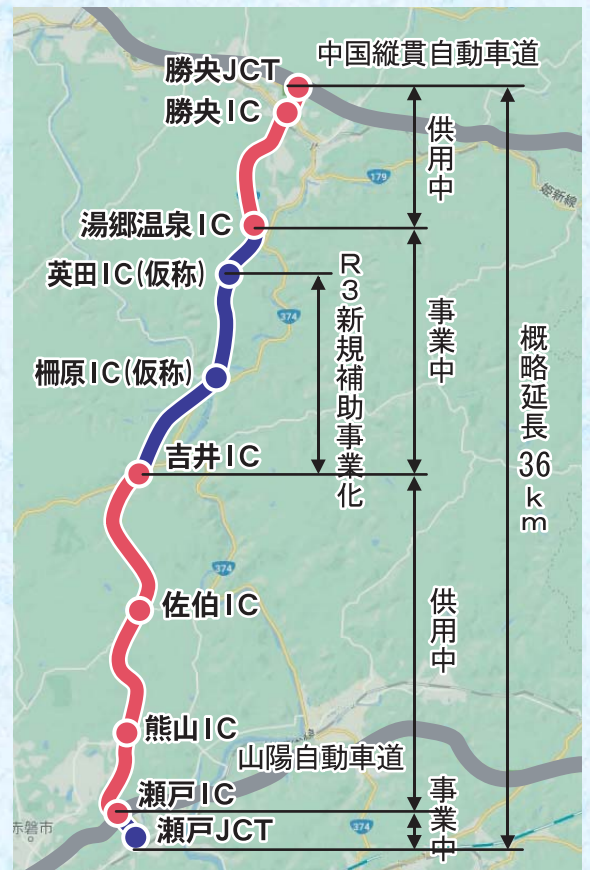 中国縦貫自動車道
勝央JCT
勝央IC
供用中
179
姫新線
湯郷温泉IC
英田IC(仮称)
R3新規補助事業化
374
事業中
概略延長36km
柵原IC(仮称)
吉井IC
374
佐伯IC
供用中
熊山IC
山陽自動車道
瀬戸IC
瀬戸JCT
赤磐市
374
事業中